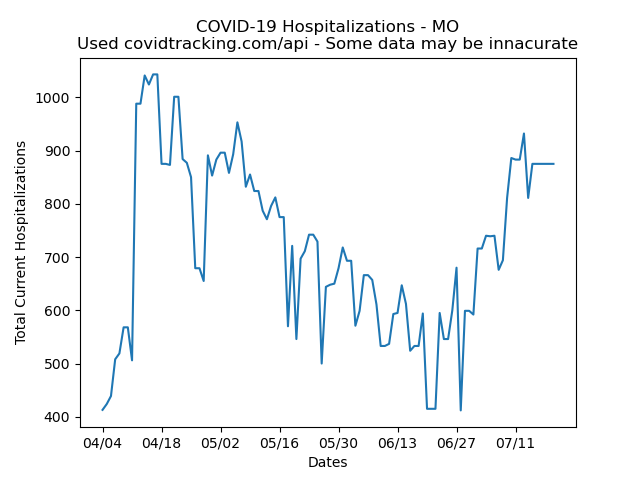 COVID-19 Hospitalizations - MO
Used covidtracking.com/api - Some data may be innacurate
Total Current Hospitalizations
1000
900
800
700
600
500
400
04/04 04/18 05/02 05/16 05/30 06/13 06/27 07/11
Dates